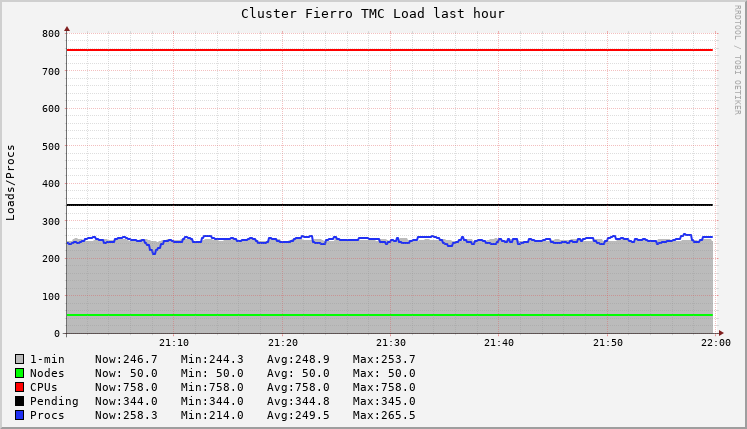 Cluster Fierro TMC Load last hour
RRDTOOL / TOBI OETIKER
Loads/Procs
800
700
600
500
400
300
200
100
0
21:10 21:20 21:30 21:40 21:50 22:00
1-min Now:246.7 Min:244.3 Avg:248.9 Max:253.7
Nodes Now: 50.0 Min: 50.0 Avg: 50.0 Max: 50.0
CPUs Now:758.0 Min:758.0 Avg:758.0 Max:758.0
Pending Now:344.0 Min:344.0 Avg:344.8 Max:345.0
Procs Now:258.3 Min:214.0 Avg:249.5 Max:265.5